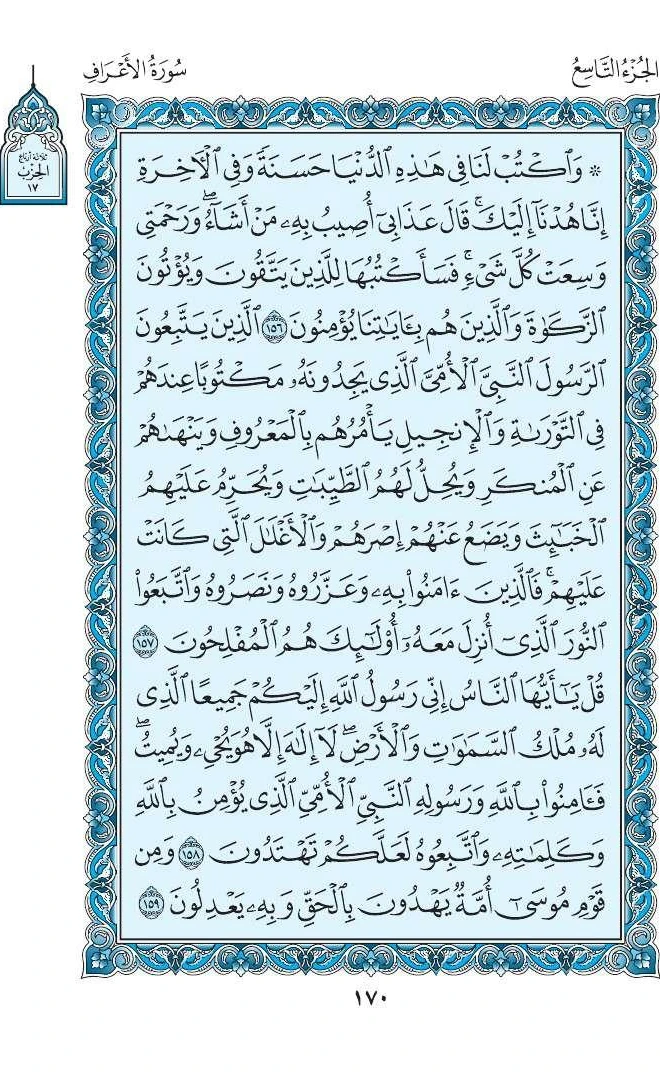 الجُزْءُ التَّاسِعُ
سُورَةُ الأَعْرَافِ
ثلاثة أرباع
الحزب
١٧
۞ وَٱكۡتُبۡ لَنَا فِي هَٰذِهِ ٱلدُّنۡيَا حَسَنَةٗ وَفِي ٱلۡأٓخِرَةِ
إِنَّا هُدۡنَآ إِلَيۡكَۚ قَالَ عَذَابِيٓ أُصِيبُ بِهِۦ مَنۡ أَشَآءُۖ وَرَحۡمَتِي
وَسِعَتۡ كُلَّ شَيۡءٖۚ فَسَأَكۡتُبُهَا لِلَّذِينَ يَتَّقُونَ وَيُؤۡتُونَ
ٱلزَّكَوٰةَ وَٱلَّذِينَ هُم بِـَٔايَٰتِنَا يُؤۡمِنُونَ ١٥٦ ٱلَّذِينَ يَتَّبِعُونَ
ٱلرَّسُولَ ٱلنَّبِيَّ ٱلۡأُمِّيَّ ٱلَّذِي يَجِدُونَهُۥ مَكۡتُوبًا عِندَهُمۡ
فِي ٱلتَّوۡرَىٰةِ وَٱلۡإِنجِيلِ يَأۡمُرُهُم بِٱلۡمَعۡرُوفِ وَيَنۡهَىٰهُمۡ
عَنِ ٱلۡمُنكَرِ وَيُحِلُّ لَهُمُ ٱلطَّيِّبَٰتِ وَيُحَرِّمُ عَلَيۡهِمُ
ٱلۡخَبَٰٓئِثَ وَيَضَعُ عَنۡهُمۡ إِصۡرَهُمۡ وَٱلۡأَغۡلَٰلَ ٱلَّتِي كَانَتۡ
عَلَيۡهِمۡۚ فَٱلَّذِينَ ءَامَنُواْ بِهِۦ وَعَزَّرُوهُ وَنَصَرُوهُ وَٱتَّبَعُواْ
ٱلنُّورَ ٱلَّذِيٓ أُنزِلَ مَعَهُۥٓ أُوْلَٰٓئِكَ هُمُ ٱلۡمُفۡلِحُونَ ١٥٧
قُلۡ يَٰٓأَيُّهَا ٱلنَّاسُ إِنِّي رَسُولُ ٱللَّهِ إِلَيۡكُمۡ جَمِيعًا ٱلَّذِي
لَهُۥ مُلۡكُ ٱلسَّمَٰوَٰتِ وَٱلۡأَرۡضِۖ لَآ إِلَٰهَ إِلَّا هُوَ يُحۡيِۦ وَيُمِيتُۖ
فَـَٔامِنُواْ بِٱللَّهِ وَرَسُولِهِ ٱلنَّبِيِّ ٱلۡأُمِّيِّ ٱلَّذِي يُؤۡمِنُ بِٱللَّهِ
وَكَلِمَٰتِهِۦ وَٱتَّبِعُوهُ لَعَلَّكُمۡ تَهۡتَدُونَ ١٥٨ وَمِن
قَوۡمِ مُوسَىٰٓ أُمَّةٞ يَهۡدُونَ بِٱلۡحَقِّ وَبِهِۦ يَعۡدِلُونَ ١٥٩
١٧٠